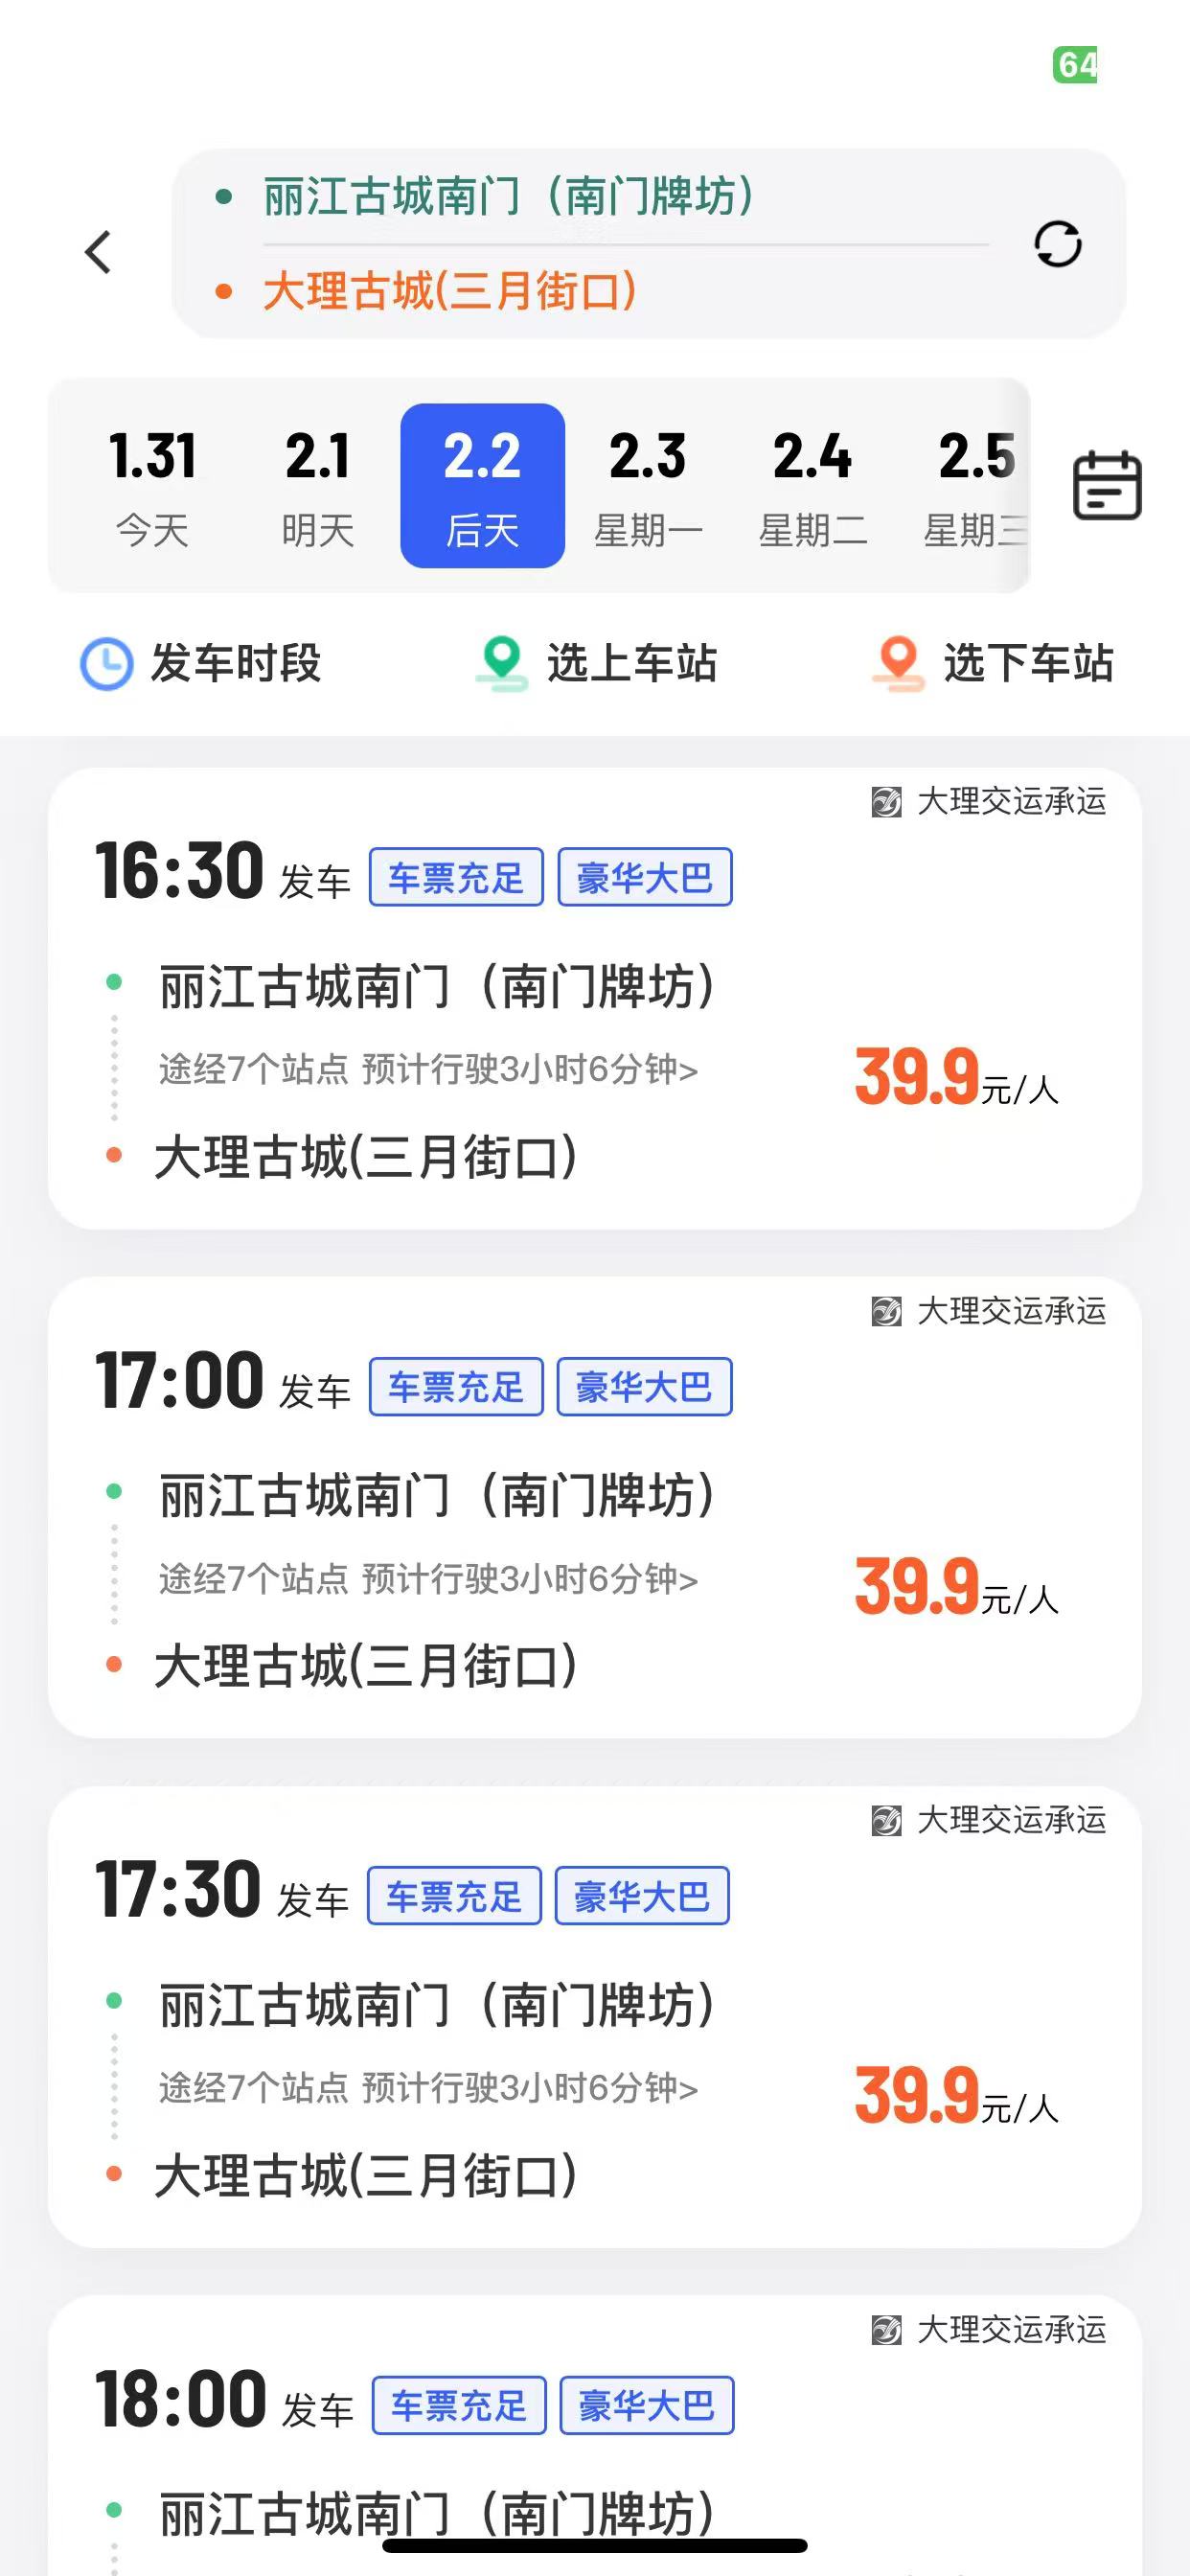 64
丽江古城南门（南门牌坊）
大理古城(三月街口)
1.31 2.1 2.2 2.3 2.4 2.5
今天 明天 后天 星期一 星期二 星期三
发车时段 选上车站 选下车站
大理交运承运
16:30 发车 车票充足 豪华大巴
丽江古城南门（南门牌坊）
途经7个站点 预计行驶3小时6分钟>
39.9元/人
大理古城(三月街口)
大理交运承运
17:00 发车 车票充足 豪华大巴
丽江古城南门（南门牌坊）
途经7个站点 预计行驶3小时6分钟>
39.9元/人
大理古城(三月街口)
大理交运承运
17:30 发车 车票充足 豪华大巴
丽江古城南门（南门牌坊）
途经7个站点 预计行驶3小时6分钟>
39.9元/人
大理古城(三月街口)
大理交运承运
18:00 发车 车票充足 豪华大巴
丽江古城南门（南门牌坊）